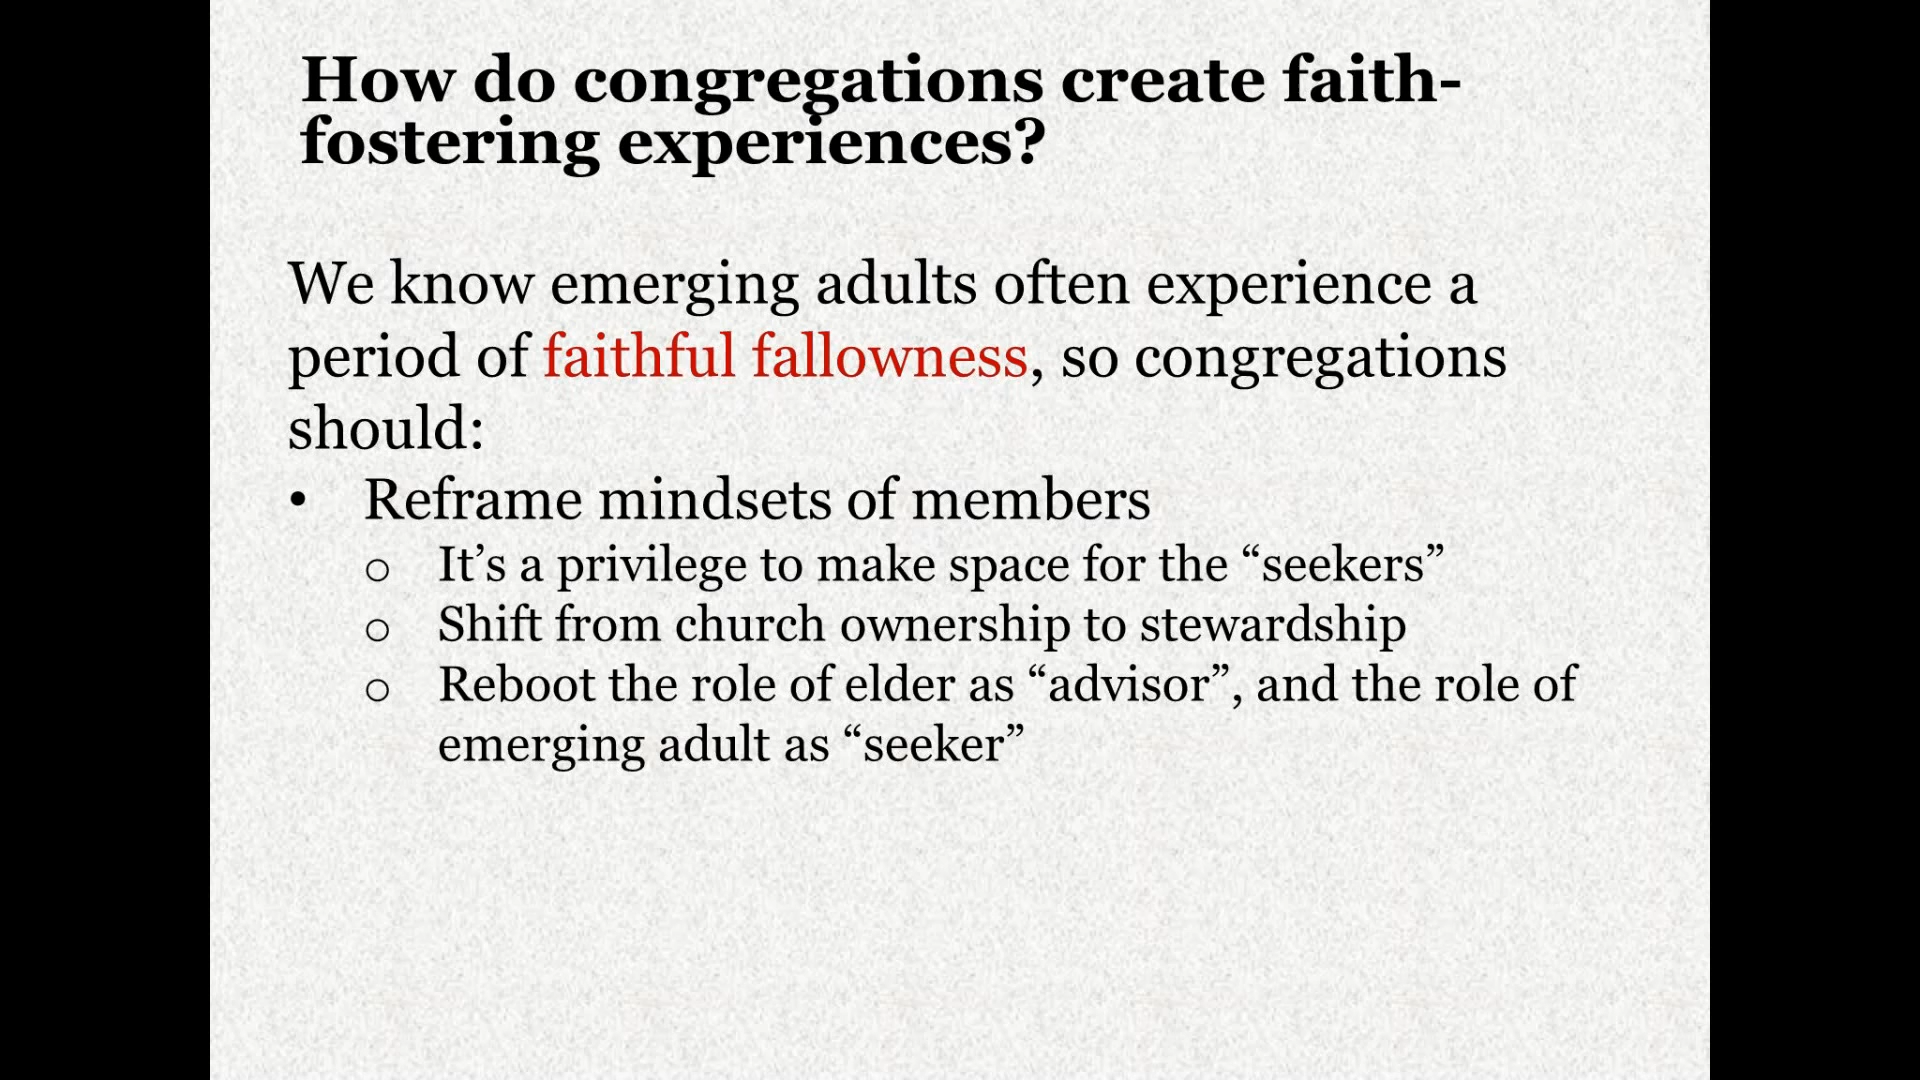 How do congregations create faith-
fostering experiences?
We know emerging adults often experience a
period of faithful fallowness, so congregations
should:
• Reframe mindsets of members
o It’s a privilege to make space for the “seekers”
o Shift from church ownership to stewardship
o Reboot the role of elder as “advisor”, and the role of
emerging adult as “seeker”